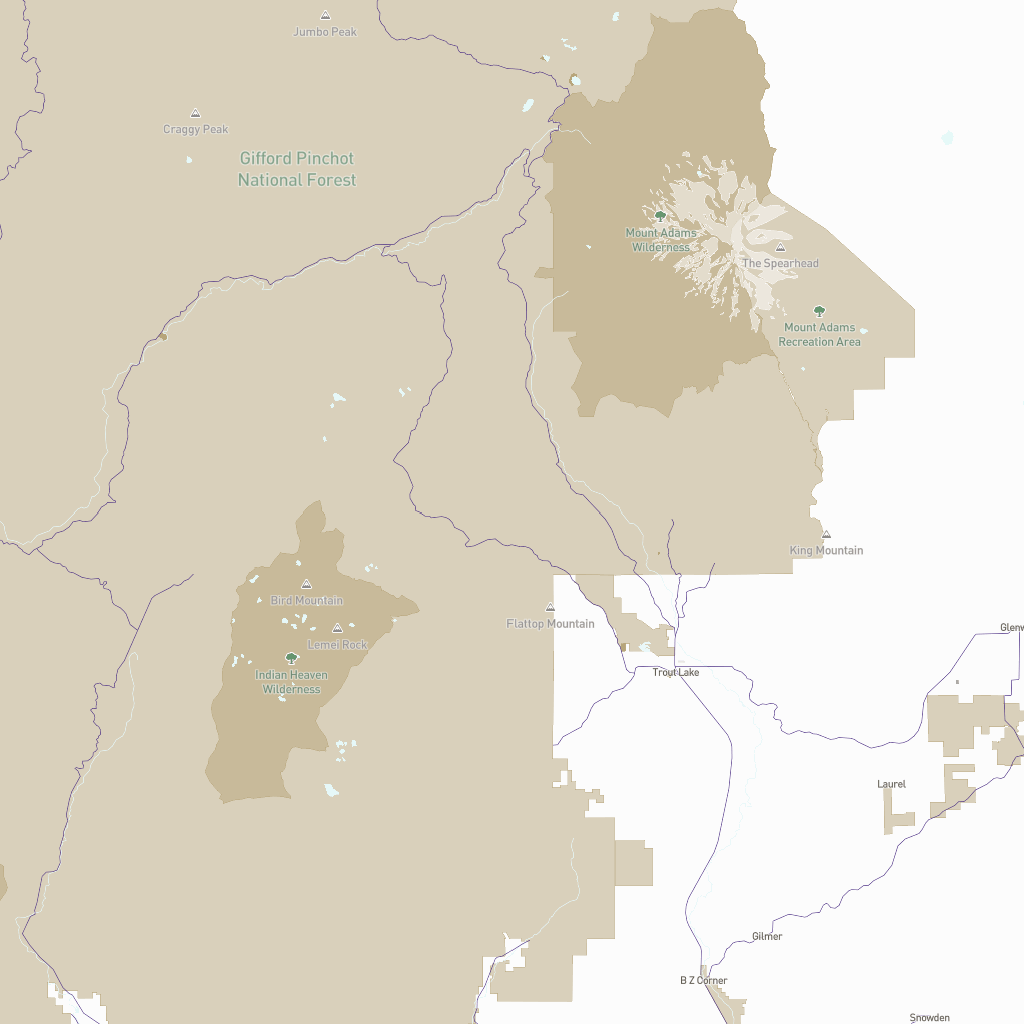 Jumbo Peak
Craggy Peak
Gifford Pinchot
National Forest
Mount Adams
Wilderness
The Spearhead
Mount Adams
Recreation Area
King Mountain
Bird Mountain
Flattop Mountain
Lemei Rock
Glenw
Indian Heaven
Wilderness
Trout Lake
Laurel
Gilmer
B Z Corner
Snowden